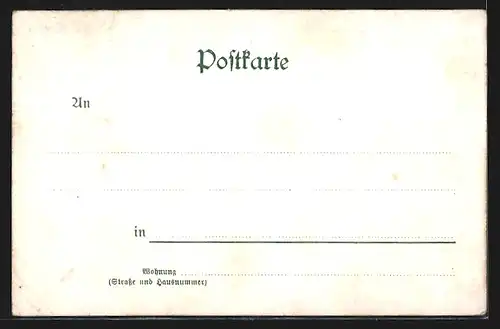 Postkarte
An
in
Wohnung
(Straße und Hausnummer)